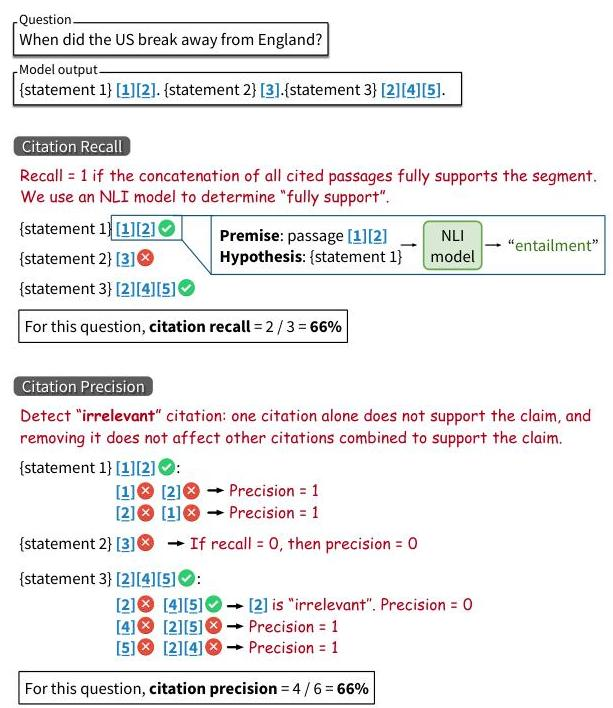 Question
When did the US break away from England?
Model output
{statement 1} [1][2]. {statement 2} [3].{statement 3} [2][4][5].
Citation Recall
Recall = 1 if the concatenation of all cited passages fully supports the segment.
We use an NLI model to determine “fully support”.
{statement 1} [1][2]
{statement 2} [3]
{statement 3} [2][4][5]
Premise: passage [1][2]
Hypothesis: {statement 1}
NLI
model
“entailment”
For this question, citation recall = 2 / 3 = 66%
Citation Precision
Detect “irrelevant” citation: one citation alone does not support the claim, and
removing it does not affect other citations combined to support the claim.
{statement 1} [1][2]:
[1] [2] → Precision = 1
[2] [1] → Precision = 1
{statement 2} [3] → If recall = 0, then precision = 0
{statement 3} [2][4][5]:
[2] [4][5] → [2] is “irrelevant”. Precision = 0
[4] [2][5] → Precision = 1
[5] [2][4] → Precision = 1
For this question, citation precision = 4 / 6 = 66%